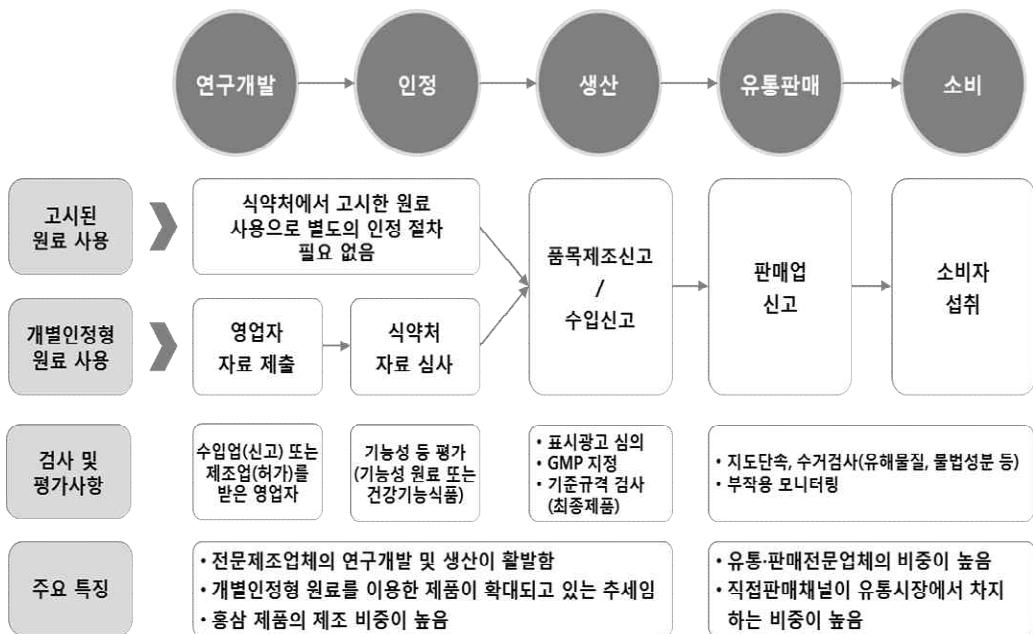 연구개발
인정
생산
유통판매
소비
고시된
원료 사용
식약처에서 고시한 원료
사용으로 별도의 인정 절차
필요 없음
개별인정형
원료 사용
영업자
자료 제출
식약처
자료 심사
품목제조신고
/
수입신고
판매업
신고
소비자
섭취
검사 및
평가사항
수입업(신고) 또는
제조업(허가)를
받은 영업자
기능성 등 평가
(기능성 원료 또는
건강기능식품)
• 표시광고 심의
• GMP 지정
• 기준규격 검사
(최종제품)
• 지도단속, 수거검사(유해물질, 물법성분 등)
• 부작용 모니터링
주요 특징
• 전문제조업체의 연구개발 및 생산이 활발함
• 개별인정형 원료를 이용한 제품이 확대되고 있는 추세임
• 홍삼 제품의 제조 비중이 높음
• 유통·판매전문업체의 비중이 높음
• 직접판매채널이 유통시장에서 차지
하는 비중이 높음